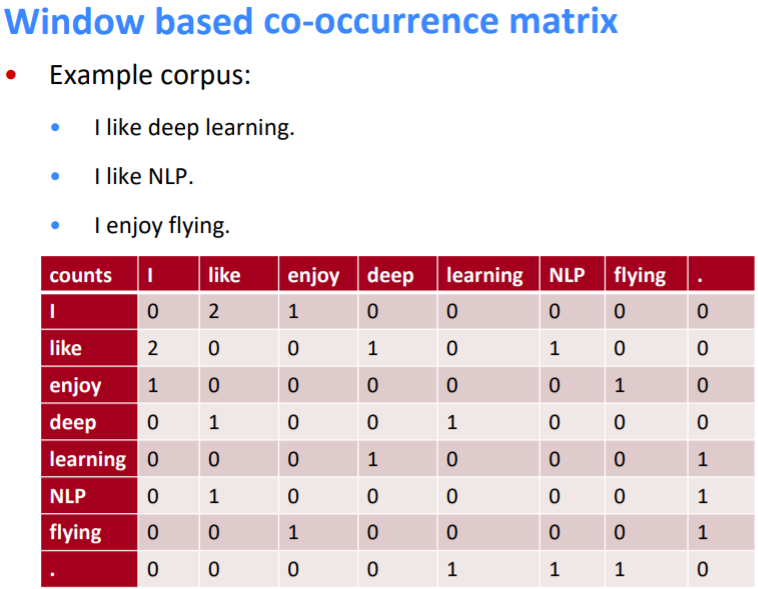 Window based co-occurrence matrix
• Example corpus:
• I like deep learning.
• I like NLP.
• I enjoy flying.
counts I like enjoy deep learning NLP flying .
I 0 2 1 0 0 0 0 0
like 2 0 0 1 0 1 0 0
enjoy 1 0 0 0 0 0 1 0
deep 0 1 0 0 1 0 0 0
learning 0 0 0 1 0 0 0 1
NLP 0 1 0 0 0 0 0 1
flying 0 0 1 0 0 0 0 1
. 0 0 0 0 1 1 1 0